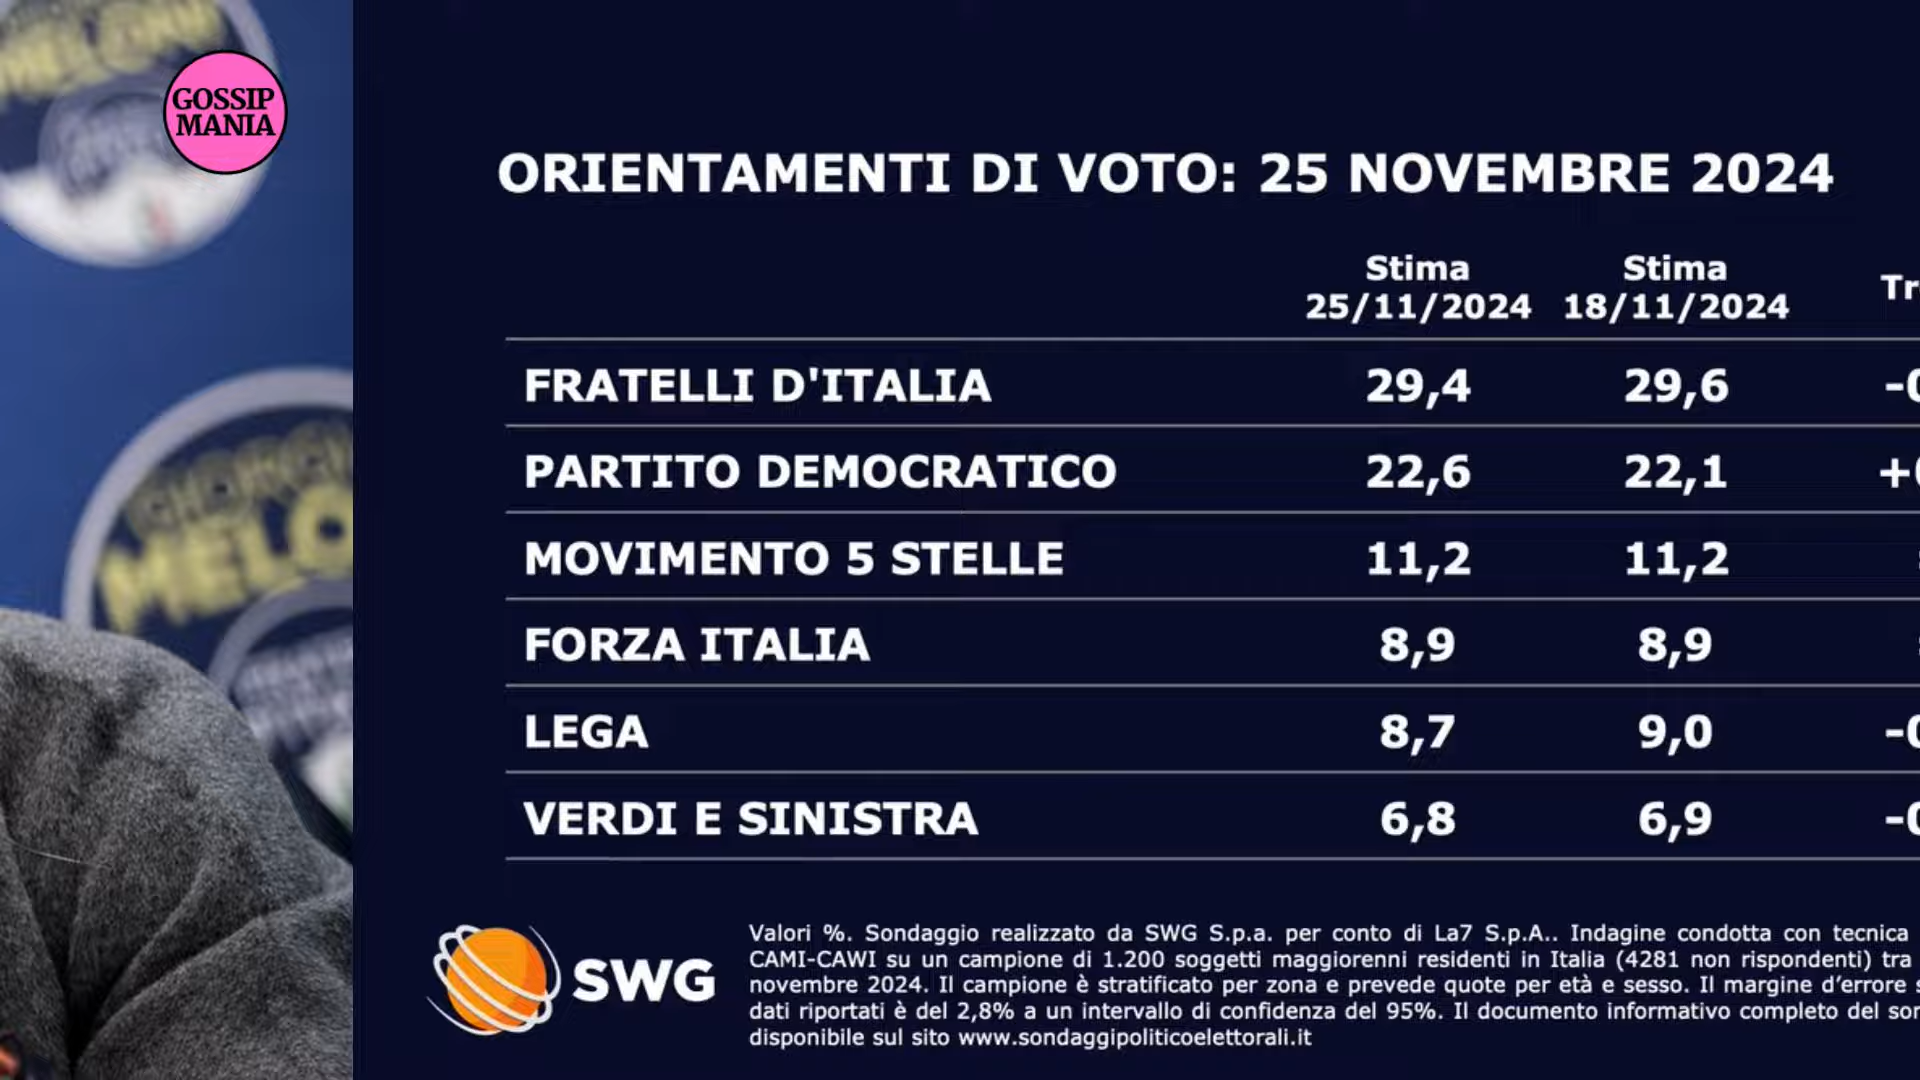 GOSSIP
MANIA
MELONI
GIORGIA
MELO
ORIENTAMENTI DI VOTO: 25 NOVEMBRE 2024
Stima 25/11/2024 Stima 18/11/2024
FRATELLI D'ITALIA 29,4 29,6
PARTITO DEMOCRATICO 22,6 22,1
MOVIMENTO 5 STELLE 11,2 11,2
FORZA ITALIA 8,9 8,9
LEGA 8,7 9,0
VERDI E SINISTRA 6,8 6,9
SWG
Valori %. Sondaggio realizzato da SWG S.p.a. per conto di La7 S.p.A.. Indagine condotta con tecnica
CAMI-CAWI su un campione di 1.200 soggetti maggiorenni residenti in Italia (4281 non rispondenti) tra
novembre 2024. Il campione è stratificato per zona e prevede quote per età e sesso. Il margine d'errore
dati riportati è del 2,8% a un intervallo di confidenza del 95%. Il documento informativo completo del
disponibile sul sito www.sondaggipoliticoelettorali.it